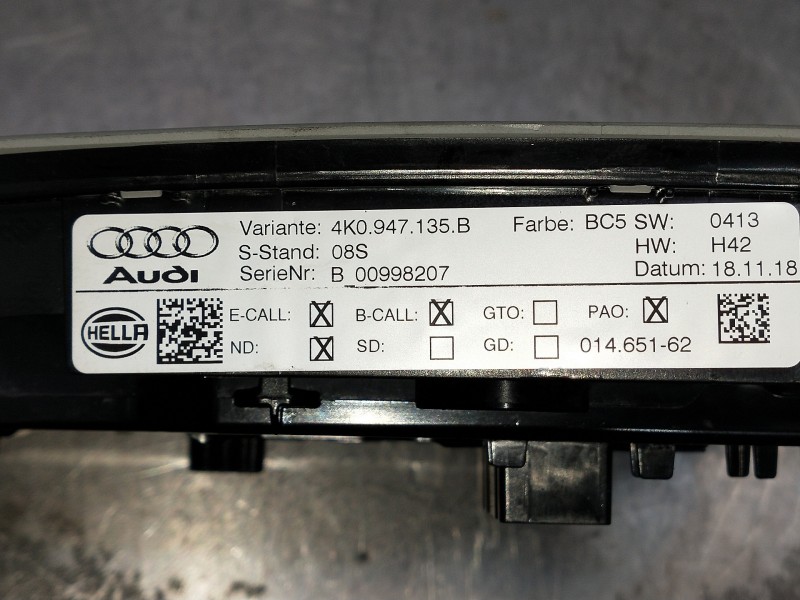 Variante: 4K0.947.135.B Farbe: BC5 SW: 0413
S-Stand: 08S HW: H42
SerieNr: B 00998207 Datum: 18.11.18
Audi
HELLA
E-CALL: ☒ B-CALL: ☒ GTO: ☐ PAO: ☒
ND: ☒ SD: ☐ GD: ☐ 014.651-62